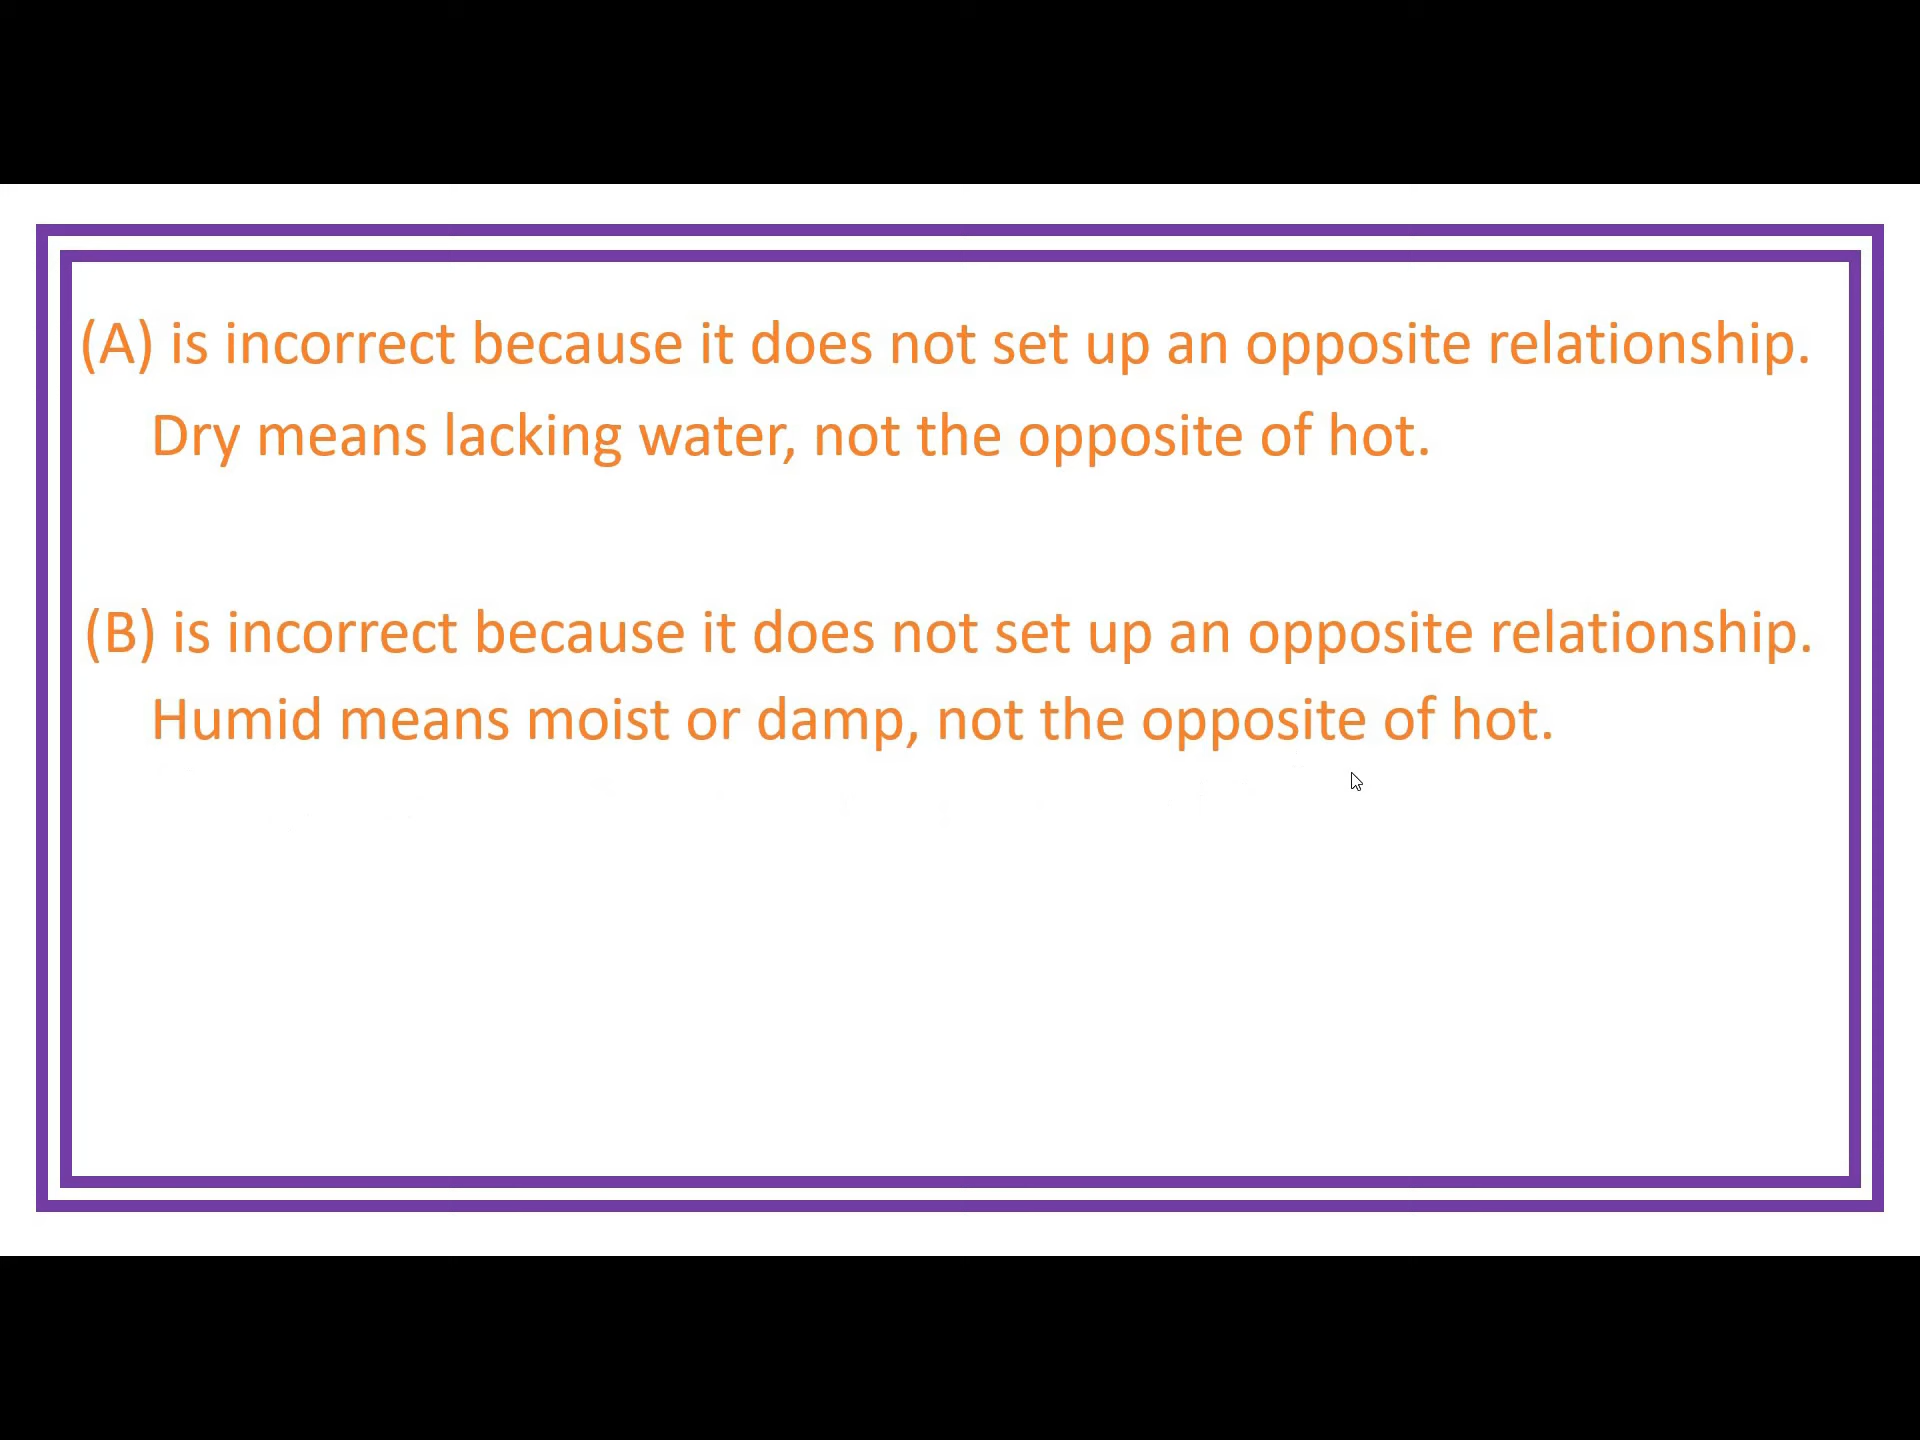 (A) is incorrect because it does not set up an opposite relationship.
Dry means lacking water, not the opposite of hot.
(B) is incorrect because it does not set up an opposite relationship.
Humid means moist or damp, not the opposite of hot.